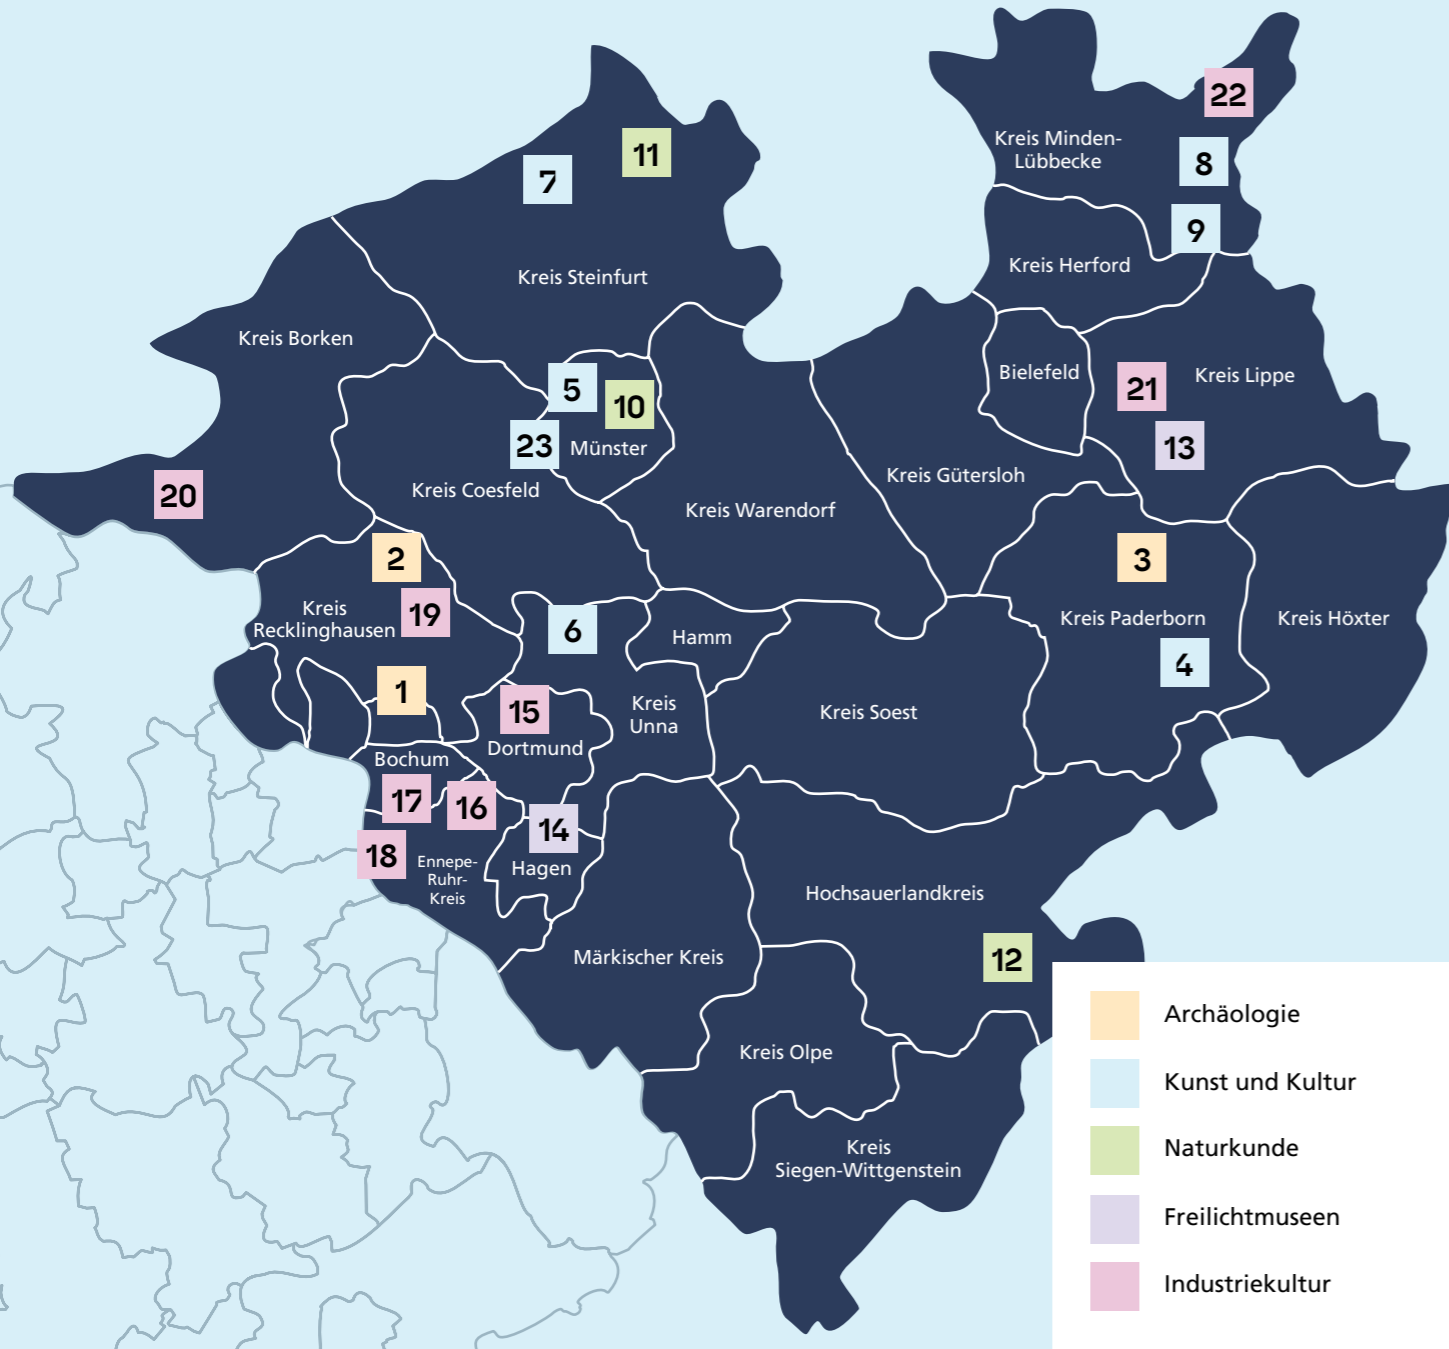 22
Kreis Minden-
Lübbecke
11
8
7
9
Kreis Herford
Kreis Steinfurt
Kreis Borken
Bielefeld
Kreis Lippe
5
21
10
23
Münster
13
Kreis Gütersloh
Kreis Coesfeld
20
Kreis Warendorf
2
3
Kreis
Recklinghausen
19
Kreis Paderborn
Kreis Höxter
6
Hamm
4
1
Kreis
Unna
15
Kreis Soest
Dortmund
Bochum
17
16
14
18
Ennepe-
Ruhr-
Kreis
Hagen
Hochsauerlandkreis
Märkischer Kreis
12
Kreis Olpe
Kreis
Siegen-Wittgenstein
Archäologie
Kunst und Kultur
Naturkunde
Freilichtmuseen
Industriekultur